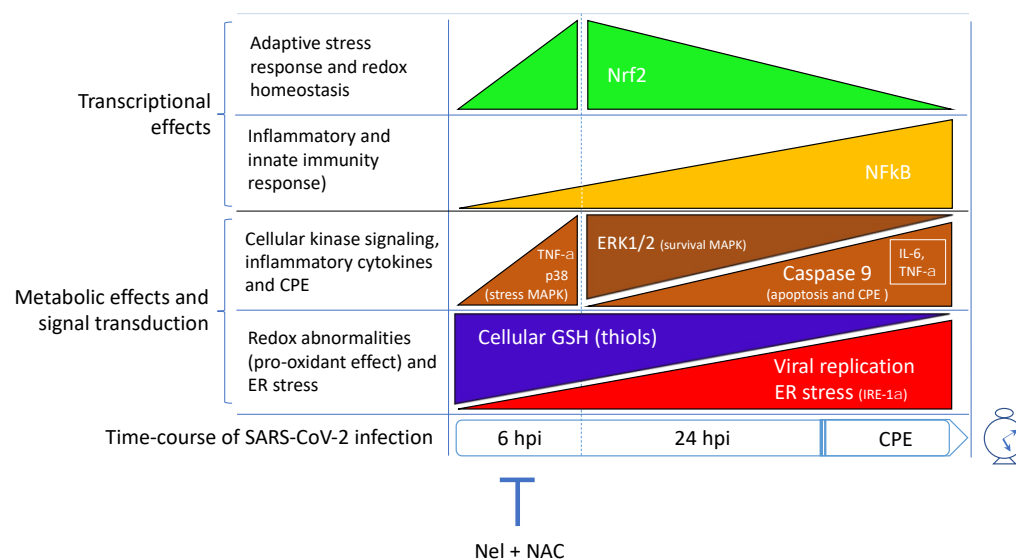 Transcriptional
effects
Adaptive stress
response and redox
homeostasis
Nrf2
Inflammatory and
innate immunity
response)
NFkB
Metabolic effects and
signal transduction
Cellular kinase signaling,
inflammatory cytokines
and CPE
TNF-a
p38
(stress MAPK)
ERK1/2 (survival MAPK)
Caspase 9
(apoptosis and CPE )
IL-6,
TNF-a
Redox abnormalities
(pro-oxidant effect) and
ER stress
Cellular GSH (thiols)
Viral replication
ER stress (IRE-1a)
Time-course of SARS-CoV-2 infection
6 hpi
24 hpi
CPE
Nel + NAC